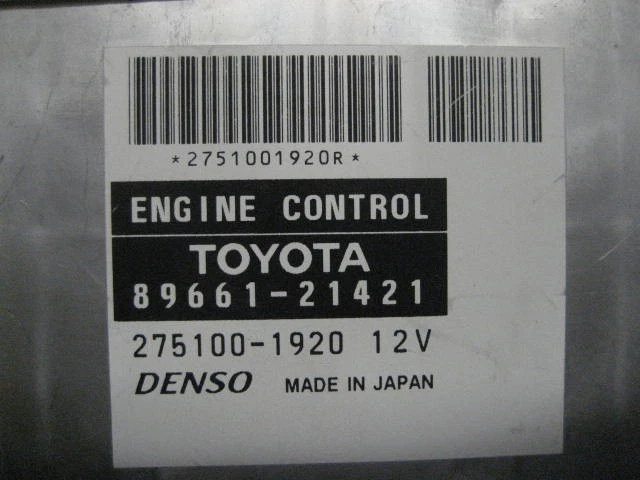 *2751001920R*
ENGINE CONTROL
TOYOTA
89661-21421
275100-1920 12V
DENSO MADE IN JAPAN